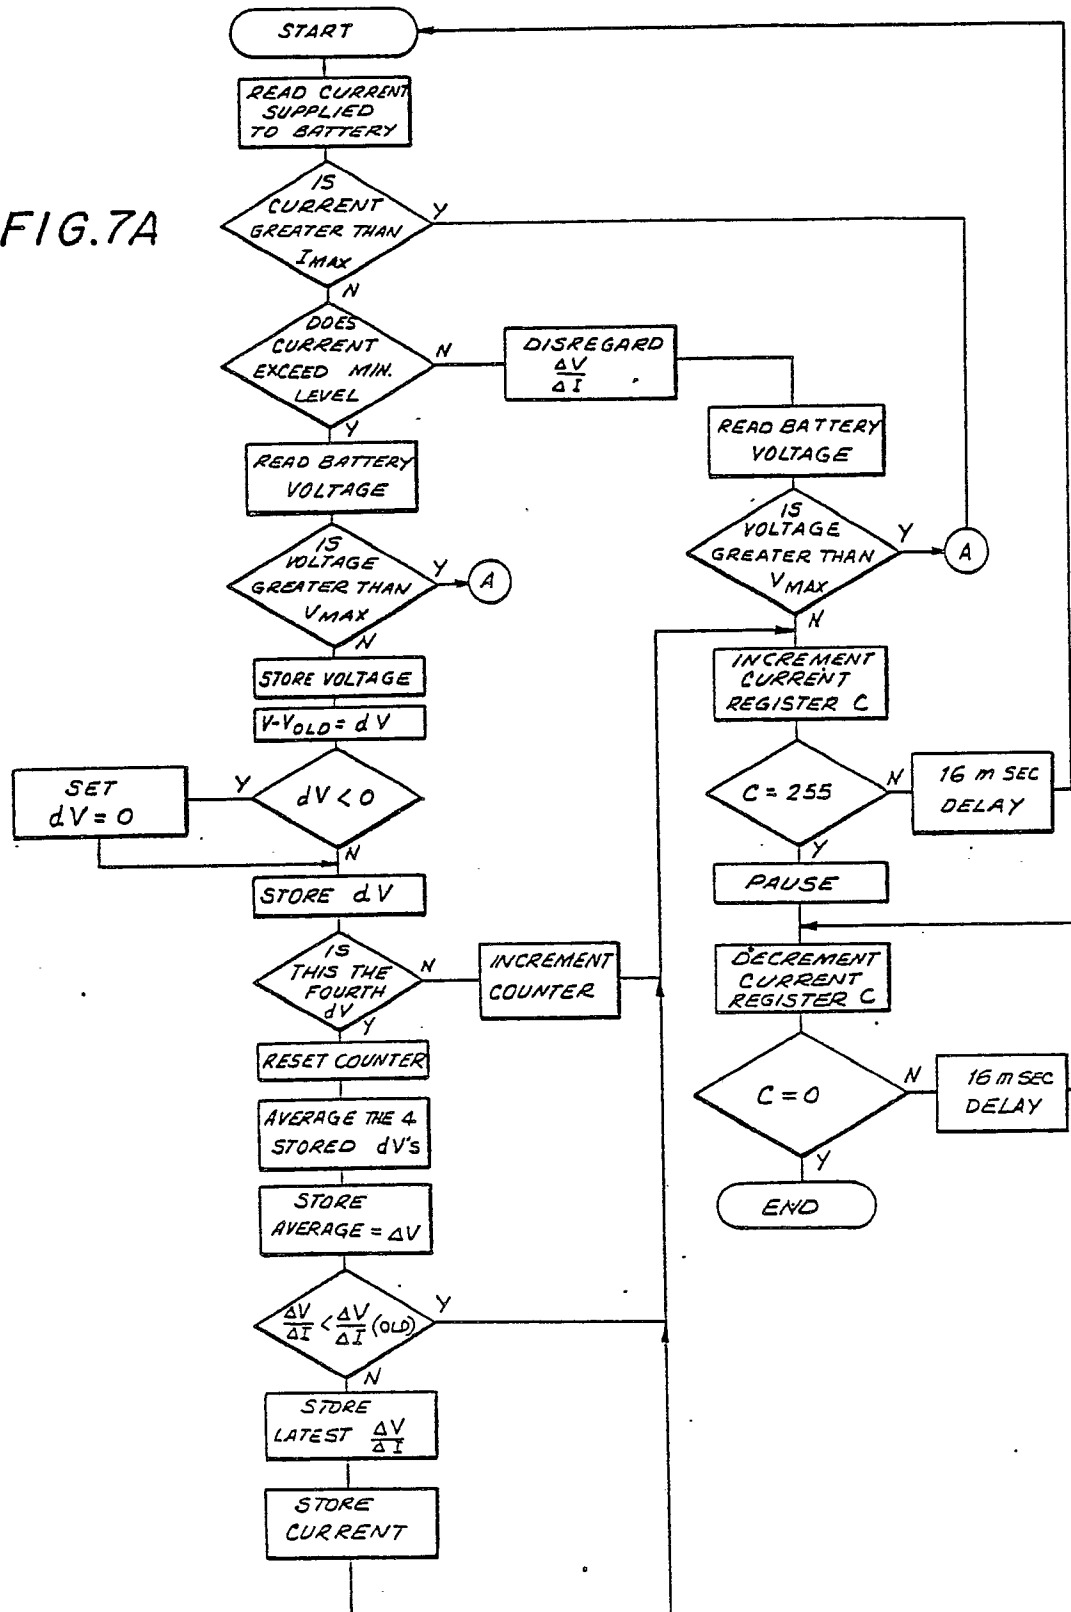 FIG. 7A
START
READ CURRENT
SUPPLIED
TO BATTERY
IS
CURRENT
GREATER THAN
IMAX
Y
N
DOES
CURRENT
EXCEED MIN.
LEVEL
N
Y
DISREGARD
ΔV
ΔI
READ BATTERY
VOLTAGE
IS
VOLTAGE
GREATER THAN
VMAX
Y
A
N
READ BATTERY
VOLTAGE
IS
VOLTAGE
GREATER THAN
VMAX
Y
A
N
STORE VOLTAGE
V-VOLD = dV
dV < 0
Y
N
SET
dV = 0
STORE dV
IS
THIS THE
FOURTH
dV
N
Y
INCREMENT
COUNTER
RESET COUNTER
AVERAGE THE 4
STORED dV's
STORE
AVERAGE = ΔV
ΔV/ΔI < ΔV/ΔI (OLD)
Y
N
STORE
LATEST ΔV/ΔI
STORE
CURRENT
INCREMENT
CURRENT
REGISTER C
C = 255
N
Y
16 m SEC
DELAY
PAUSE
DECREMENT
CURRENT
REGISTER C
C = 0
N
Y
16 m SEC
DELAY
END